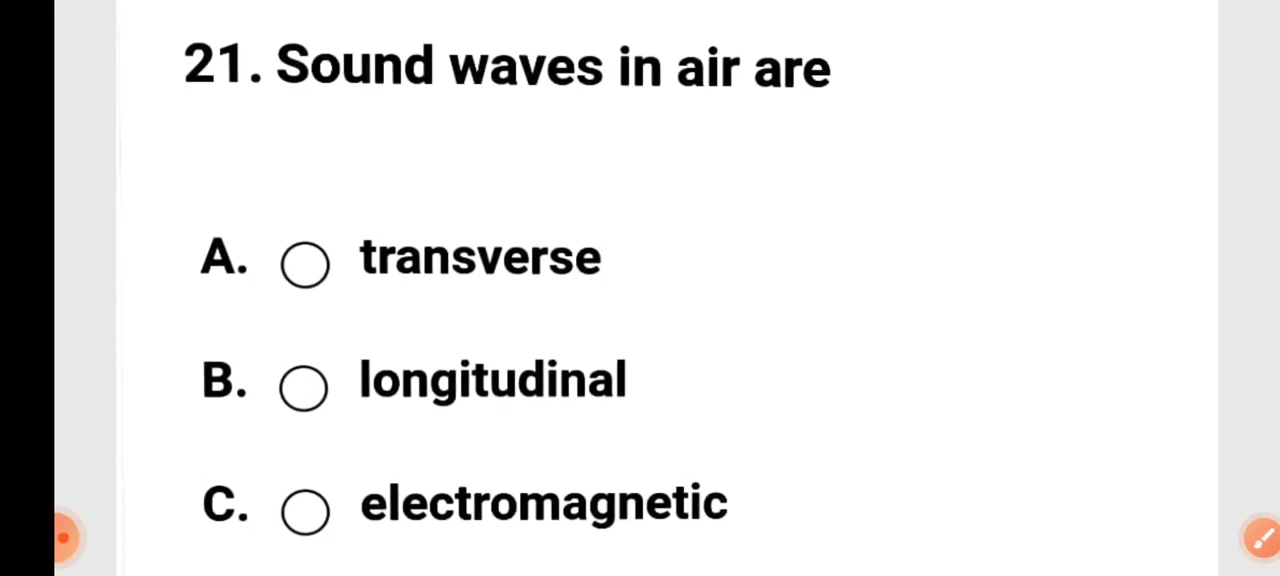 21. Sound waves in air are
A. transverse
B. longitudinal
C. electromagnetic